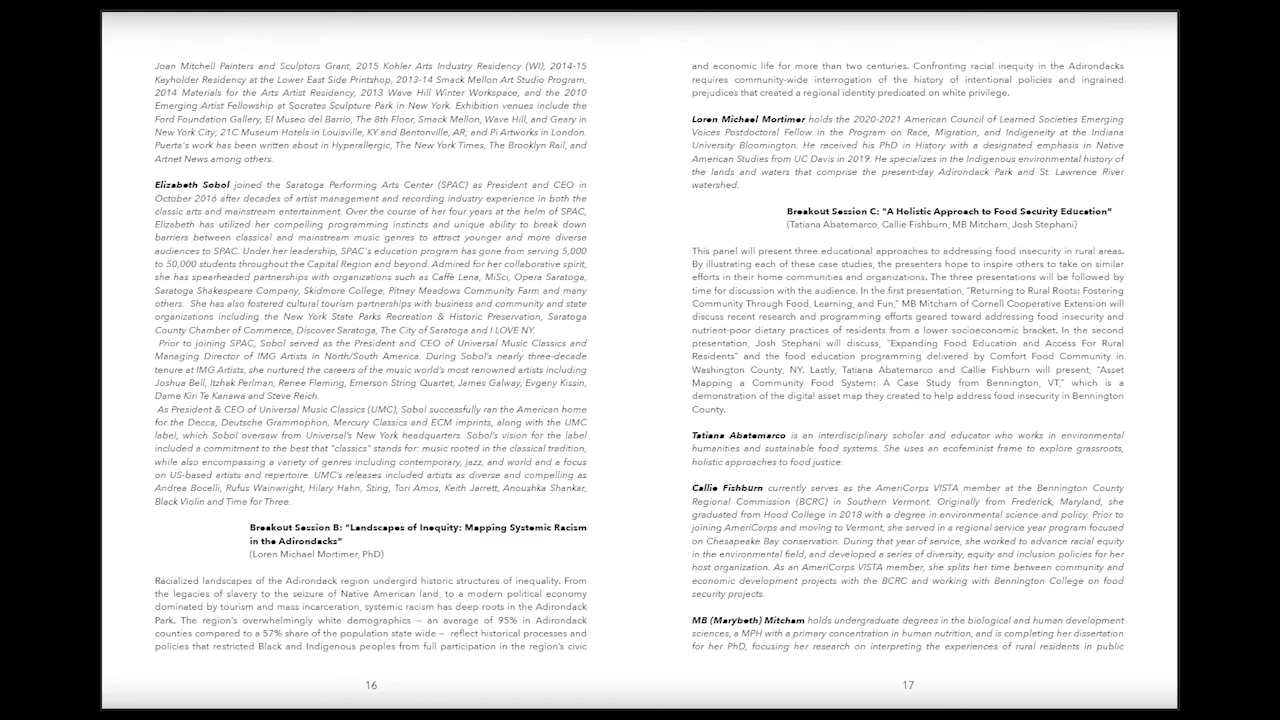 Joan Mitchell Painters and Sculptors Grant, 2015 Kohler Arts Industry Residency (WI), 2014-15
Keyholder Residency at the Lower East Side Printshop, 2013-14 Smack Mellon Art Studio Program,
2014 Materials for the Arts Artist Residency, 2013 Wave Hill Winter Workspace, and the 2010
Emerging Artist Fellowship at Socrates Sculpture Park in New York. Exhibition venues include the
Ford Foundation Gallery, El Museo del Barrio, The 8th Floor, Smack Mellon, Wave Hill, and Geary in
New York City; 21C Museum Hotels in Louisville, KY and Bentonville, AR; and Pi Artworks in London.
Puerta's work has been written about in Hyperallergic, The New York Times, The Brooklyn Rail, and
Artnet News among others.
Elizabeth Sobol joined the Saratoga Performing Arts Center (SPAC) as President and CEO in
October 2016 after decades of artist management and recording industry experience in both the
classic arts and mainstream entertainment. Over the course of her four years at the helm of SPAC,
Elizabeth has utilized her compelling programming instincts and unique ability to break down
barriers between classical and mainstream music genres to attract younger and more diverse
audiences to SPAC. Under her leadership, SPAC's education program has gone from serving 5,000
to 50,000 students throughout the Capital Region and beyond. Admired for her collaborative spirit,
she has spearheaded partnerships with organizations such as Caffè Lena, MiSci, Opera Saratoga,
Saratoga Shakespeare Company, Skidmore College, Pitney Meadows Community Farm and many
others. She has also fostered cultural tourism partnerships with business and community and state
organizations including the New York State Parks Recreation & Historic Preservation, Saratoga
County Chamber of Commerce, Discover Saratoga, The City of Saratoga and I LOVE NY.
Prior to joining SPAC, Sobol served as the President and CEO of Universal Music Classics and
Managing Director of IMG Artists in North/South America. During Sobol's nearly three-decade
tenure at IMG Artists, she nurtured the careers of the music world's most renowned artists including
Joshua Bell, Itzhak Perlman, Renee Fleming, Emerson String Quartet, James Galway, Evgeny Kissin,
Dame Kiri Te Kanawa and Steve Reich.
As President & CEO of Universal Music Classics (UMC), Sobol successfully ran the American home
for the Decca, Deutsche Grammophon, Mercury Classics and ECM imprints, along with the UMC
label, which Sobol oversaw from Universal's New York headquarters. Sobol's vision for the label
included a commitment to the best that "classics" stands for: music rooted in the classical tradition,
while also encompassing a variety of genres including contemporary, jazz, and world and a focus
on US-based artists and repertoire. UMC's releases included artists as diverse and compelling as
Andrea Bocelli, Rufus Wainwright, Hilary Hahn, Sting, Tori Amos, Keith Jarrett, Anoushka Shankar,
Black Violin and Time for Three.
Breakout Session B: "Landscapes of Inequity: Mapping Systemic Racism
in the Adirondacks"
(Loren Michael Mortimer, PhD)
Racialized landscapes of the Adirondack region undergird historic structures of inequality. From
the legacies of slavery to the seizure of Native American land, to a modern political economy
dominated by tourism and mass incarceration, systemic racism has deep roots in the Adirondack
Park. The region's overwhelmingly white demographics — an average of 95% in Adirondack
counties compared to a 57% share of the population state wide — reflect historical processes and
policies that restricted Black and Indigenous peoples from full participation in the region's civic
16
and economic life for more than two centuries. Confronting racial inequity in the Adirondacks
requires community-wide interrogation of the history of intentional policies and ingrained
prejudices that created a regional identity predicated on white privilege.
Loren Michael Mortimer holds the 2020-2021 American Council of Learned Societies Emerging
Voices Postdoctoral Fellow in the Program on Race, Migration, and Indigeneity at the Indiana
University Bloomington. He received his PhD in History with a designated emphasis in Native
American Studies from UC Davis in 2019. He specializes in the Indigenous environmental history of
the lands and waters that comprise the present-day Adirondack Park and St. Lawrence River
watershed.
Breakout Session C: "A Holistic Approach to Food Security Education"
(Tatiana Abatemarco, Callie Fishburn, MB Mitcham, Josh Stephani)
This panel will present three educational approaches to addressing food insecurity in rural areas.
By illustrating each of these case studies, the presenters hope to inspire others to take on similar
efforts in their home communities and organizations. The three presentations will be followed by
time for discussion with the audience. In the first presentation, "Returning to Rural Roots: Fostering
Community Through Food, Learning, and Fun," MB Mitcham of Cornell Cooperative Extension will
discuss recent research and programming efforts geared toward addressing food insecurity and
nutrient-poor dietary practices of residents from a lower socioeconomic bracket. In the second
presentation, Josh Stephani will discuss, "Expanding Food Education and Access For Rural
Residents" and the food education programming delivered by Comfort Food Community in
Washington County, NY. Lastly, Tatiana Abatemarco and Callie Fishburn will present, "Asset
Mapping a Community Food System: A Case Study from Bennington, VT," which is a
demonstration of the digital asset map they created to help address food insecurity in Bennington
County.
Tatiana Abatemarco is an interdisciplinary scholar and educator who works in environmental
humanities and sustainable food systems. She uses an ecofeminist frame to explore grassroots,
holistic approaches to food justice.
Callie Fishburn currently serves as the AmeriCorps VISTA member at the Bennington County
Regional Commission (BCRC) in Southern Vermont. Originally from Frederick, Maryland, she
graduated from Hood College in 2018 with a degree in environmental science and policy. Prior to
joining AmeriCorps and moving to Vermont, she served in a regional service year program focused
on Chesapeake Bay conservation. During that year of service, she worked to advance racial equity
in the environmental field, and developed a series of diversity, equity and inclusion policies for her
host organization. As an AmeriCorps VISTA member, she splits her time between community and
economic development projects with the BCRC and working with Bennington College on food
security projects.
MB (Marybeth) Mitcham holds undergraduate degrees in the biological and human development
sciences, a MPH with a primary concentration in human nutrition, and is completing her dissertation
for her PhD, focusing her research on interpreting the experiences of rural residents in public
17